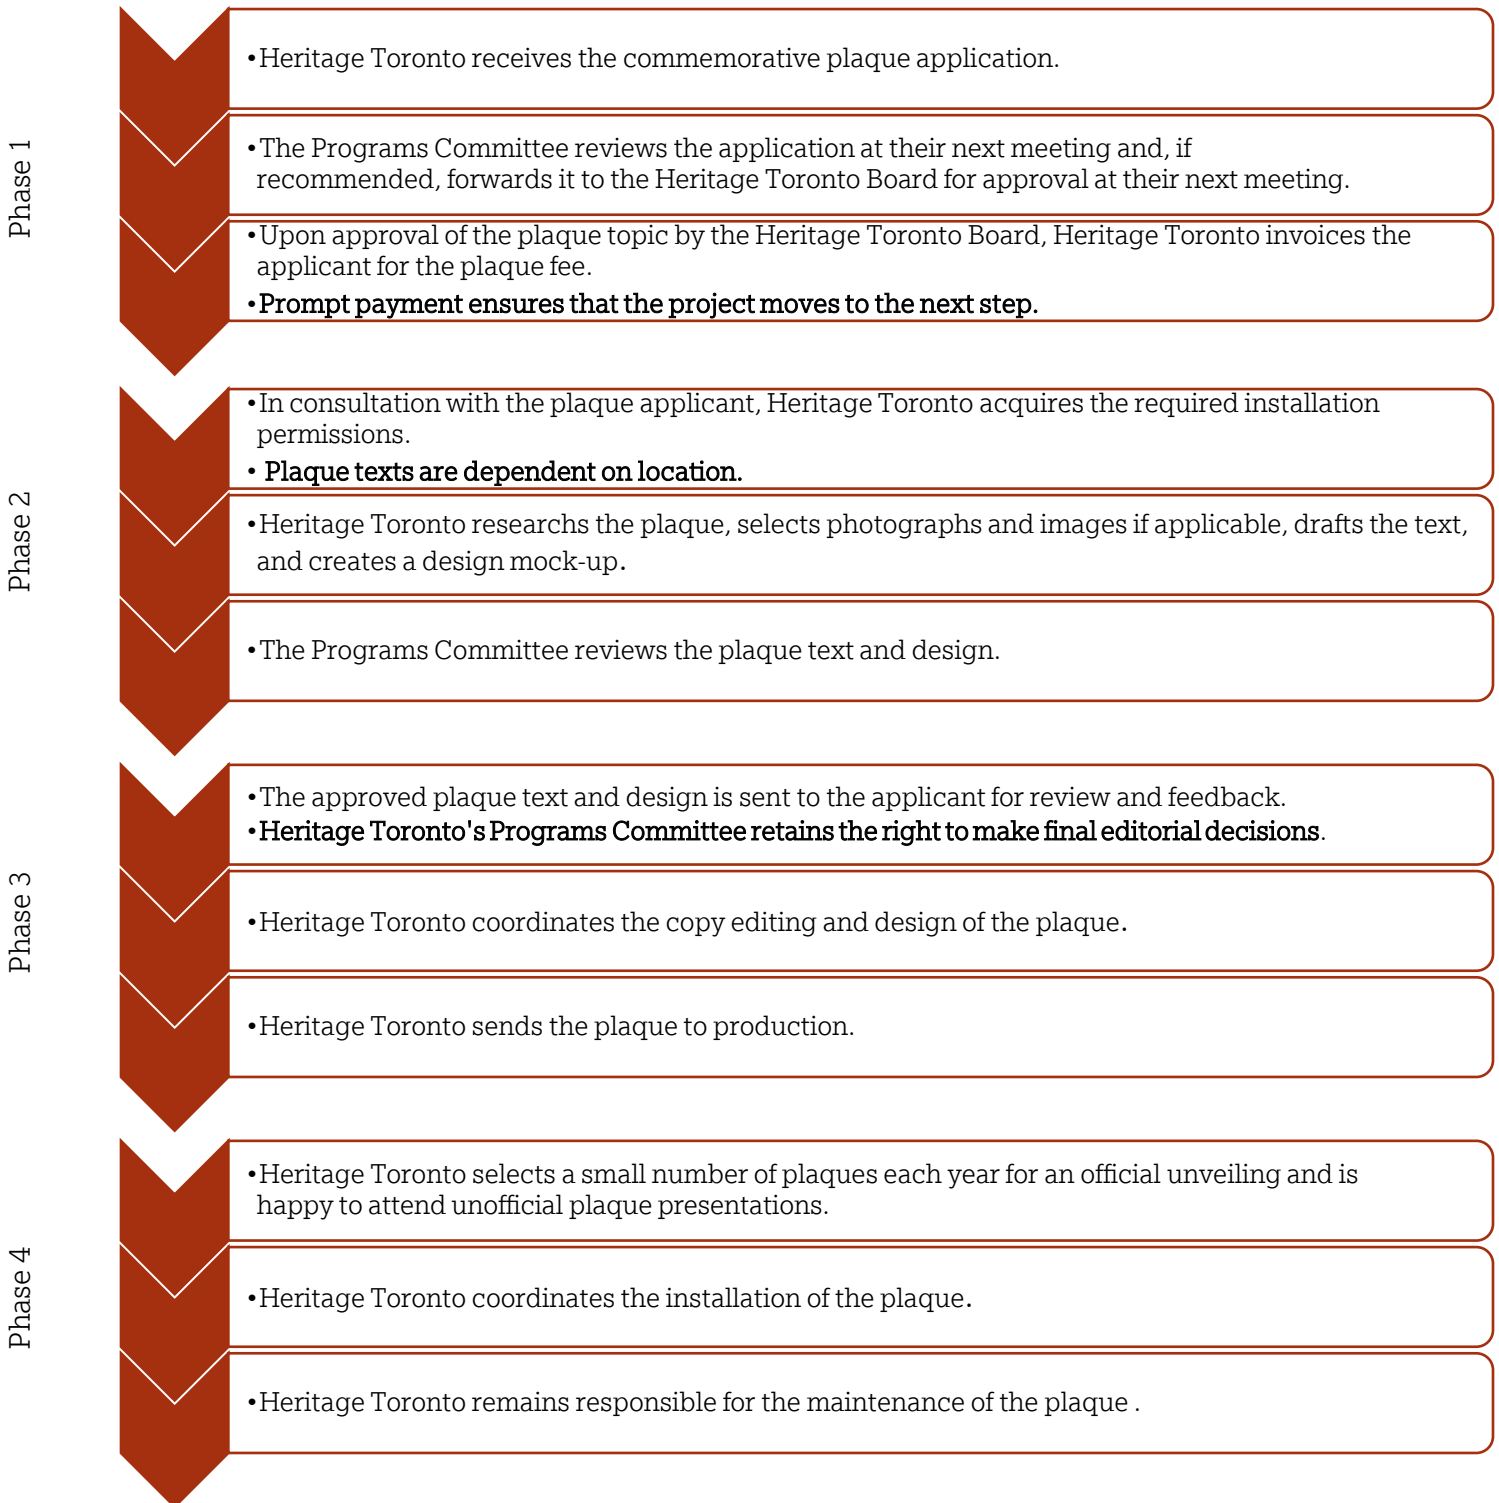 Phase 1
•Heritage Toronto receives the commemorative plaque application.
•The Programs Committee reviews the application at their next meeting and, if
recommended, forwards it to the Heritage Toronto Board for approval at their next meeting.
•Upon approval of the plaque topic by the Heritage Toronto Board, Heritage Toronto invoices the
applicant for the plaque fee.
•Prompt payment ensures that the project moves to the next step.
Phase 2
•In consultation with the plaque applicant, Heritage Toronto acquires the required installation
permissions.
• Plaque texts are dependent on location.
•Heritage Toronto researchs the plaque, selects photographs and images if applicable, drafts the text,
and creates a design mock-up.
•The Programs Committee reviews the plaque text and design.
Phase 3
•The approved plaque text and design is sent to the applicant for review and feedback.
•Heritage Toronto's Programs Committee retains the right to make final editorial decisions.
•Heritage Toronto coordinates the copy editing and design of the plaque.
•Heritage Toronto sends the plaque to production.
Phase 4
•Heritage Toronto selects a small number of plaques each year for an official unveiling and is
happy to attend unofficial plaque presentations.
•Heritage Toronto coordinates the installation of the plaque.
•Heritage Toronto remains responsible for the maintenance of the plaque .